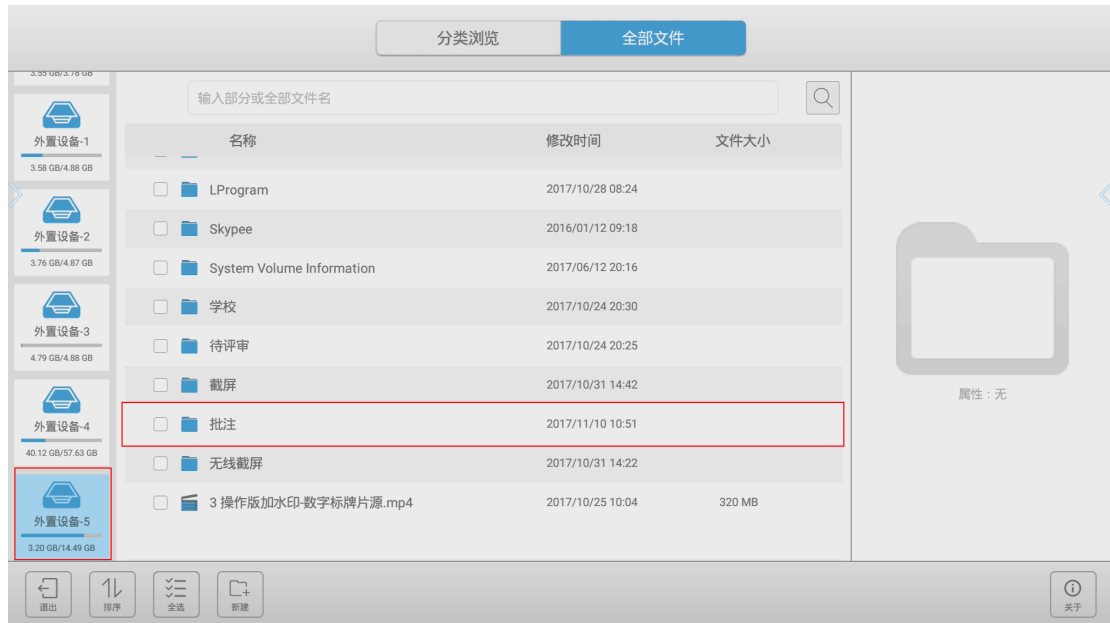 分类浏览
全部文件
3.55 GB/3.78 GB
外置设备-1
3.58 GB/4.88 GB
外置设备-2
3.76 GB/4.87 GB
外置设备-3
4.79 GB/4.88 GB
外置设备-4
40.12 GB/57.63 GB
外置设备-5
3.20 GB/14.49 GB
输入部分或全部文件名
名称 修改时间 文件大小
LProgram 2017/10/28 08:24
Skypee 2016/01/12 09:18
System Volume Information 2017/06/12 20:16
学校 2017/10/24 20:30
待评审 2017/10/24 20:25
截屏 2017/10/31 14:42
批注 2017/11/10 10:51
无线截屏 2017/10/31 14:22
3 操作版加水印-数字标牌片源.mp4 2017/10/25 10:04 320 MB
属性：无
退出
排序
全选
新建
关于